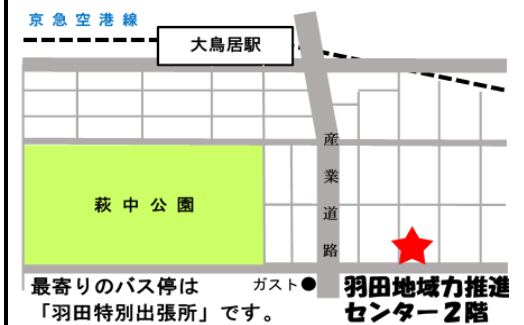 京急空港線
大鳥居駅
産業道路
萩中公園
ガスト
最寄りのバス停は
「羽田特別出張所」です。
羽田地域力推進
センター2階